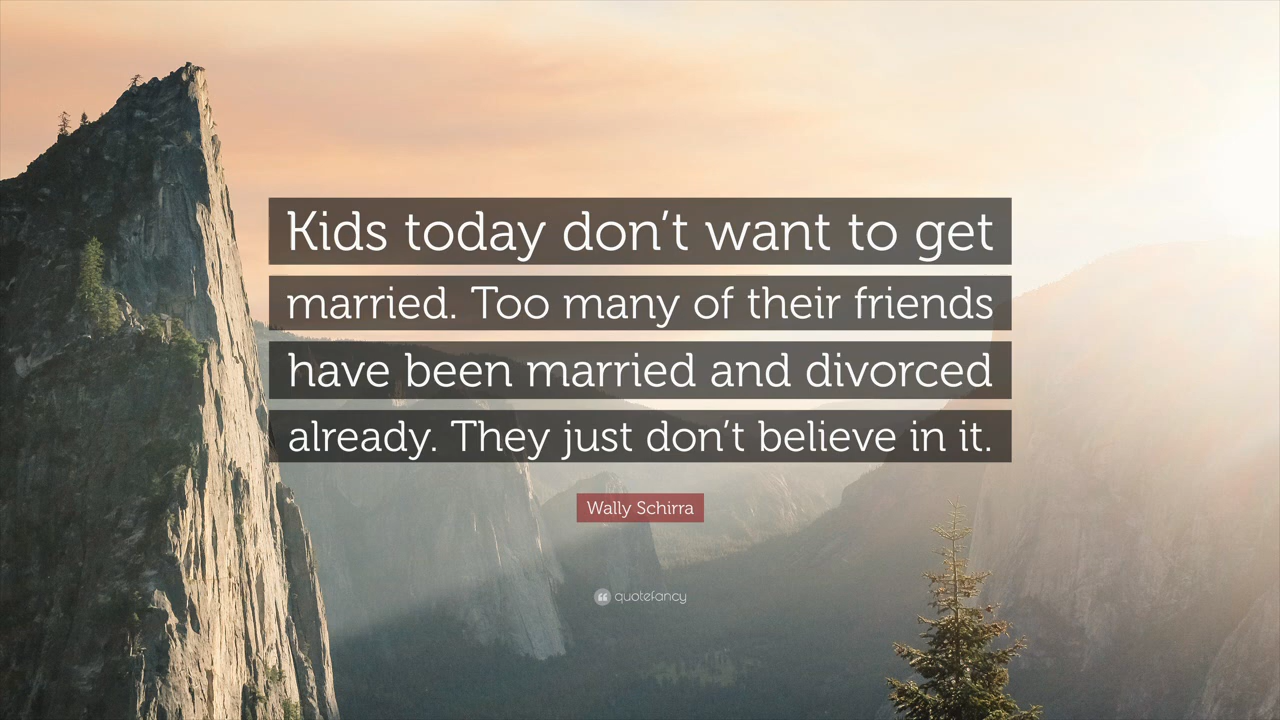 Kids today don’t want to get
married. Too many of their friends
have been married and divorced
already. They just don’t believe in it.
Wally Schirra
quotefancy